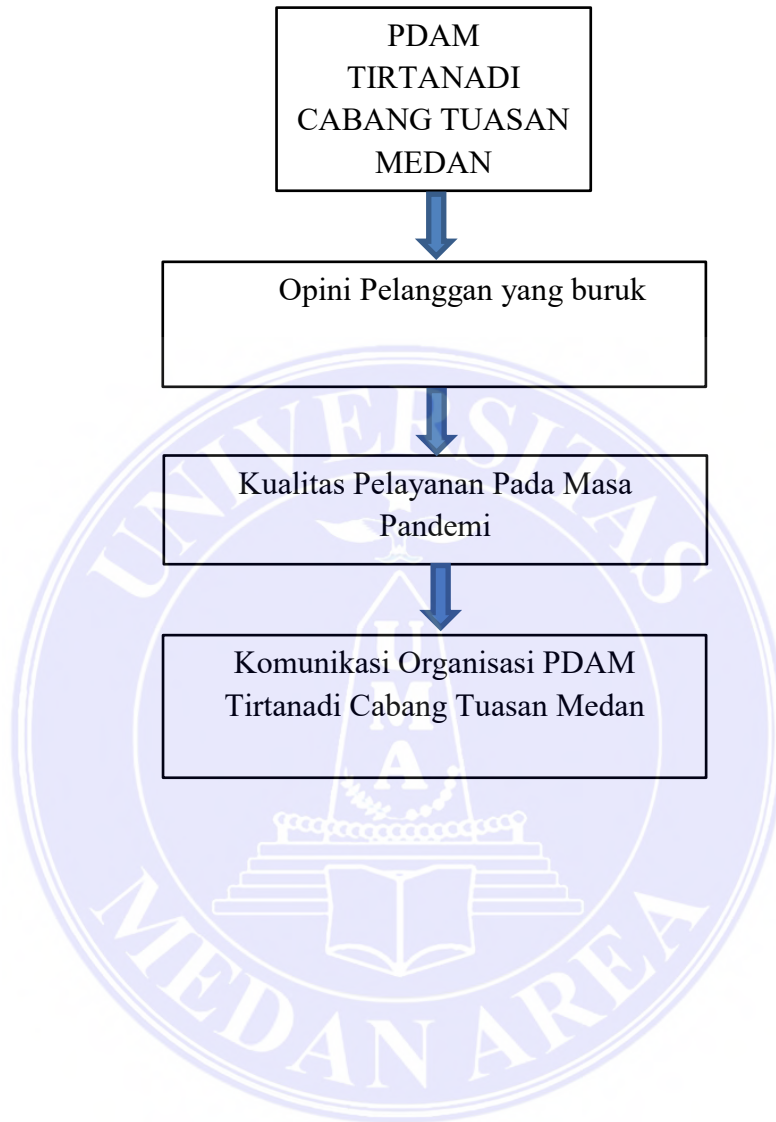 PDAM
TIRTANADI
CABANG TUASAN
MEDAN
Opini Pelanggan yang buruk
Kualitas Pelayanan Pada Masa
Pandemi
Komunikasi Organisasi PDAM
Tirtanadi Cabang Tuasan Medan
UNIVERSITAS
U
M
A
MEDAN AREA